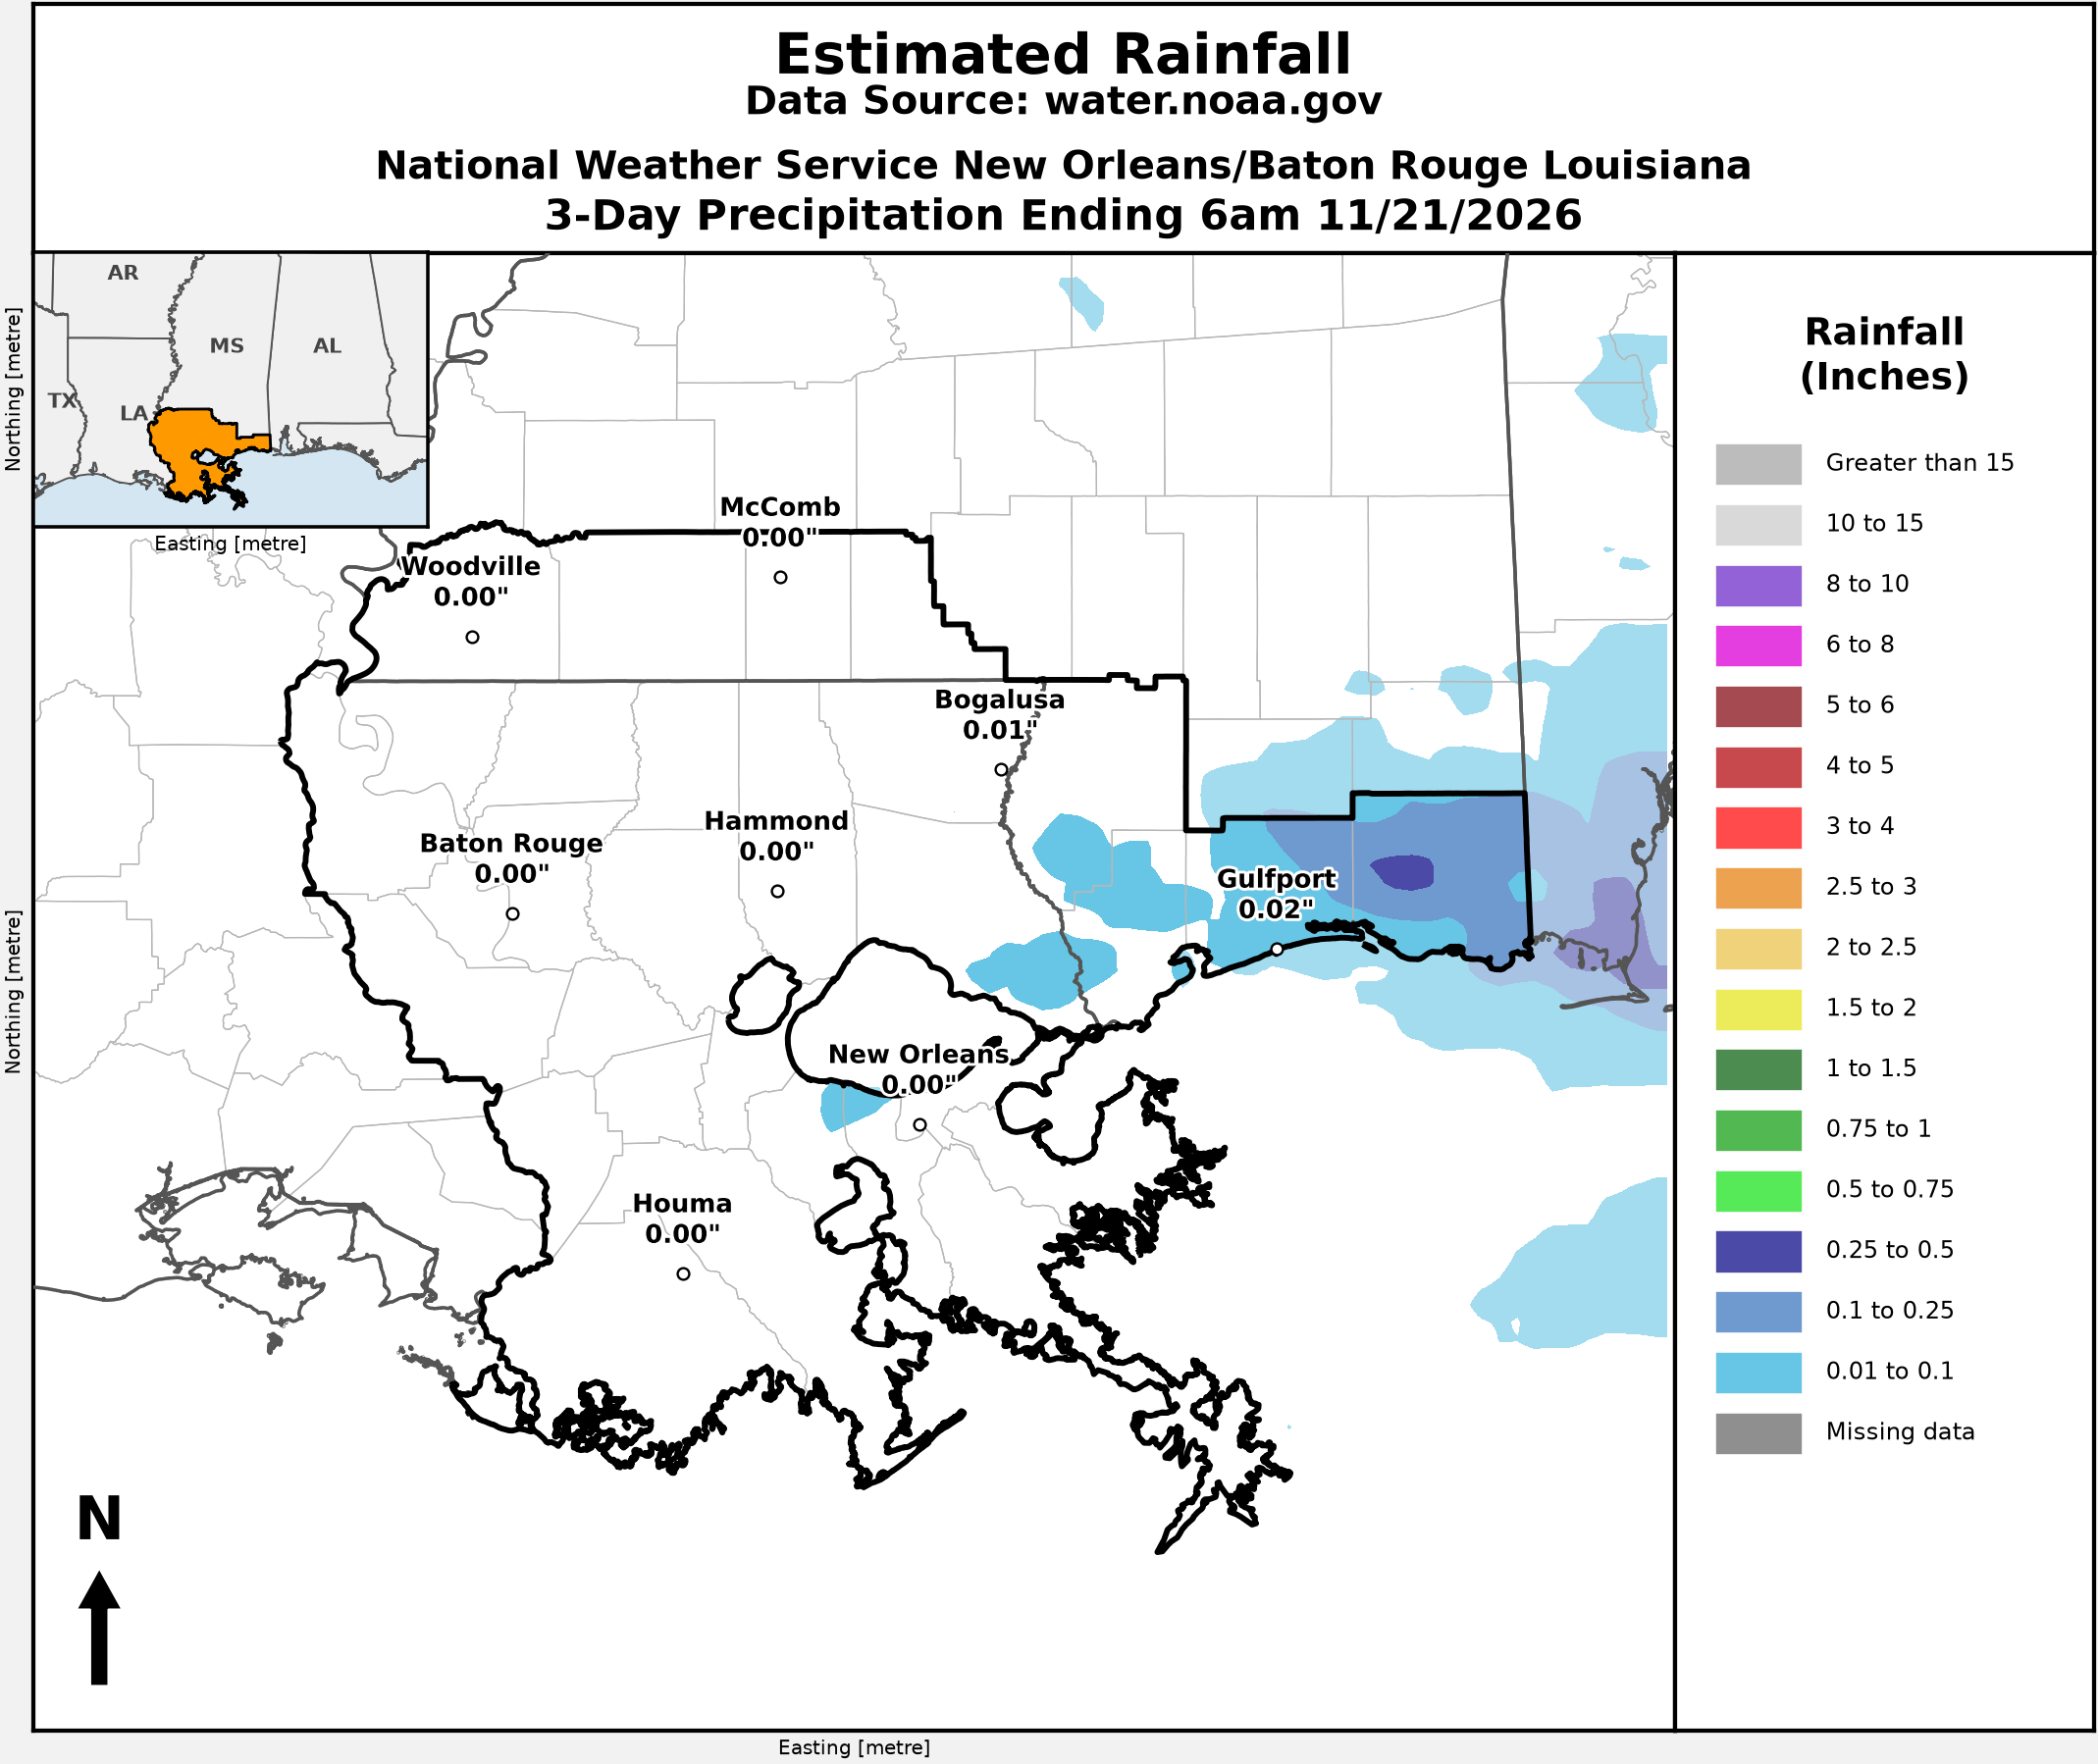 Estimated Rainfall
Data Source: water.noaa.gov
National Weather Service New Orleans/Baton Rouge Louisiana
3-Day Precipitation Ending 6am 11/21/2026
AR
MS
AL
TX
LA
Northing [metre]
Easting [metre]
McComb
0.00"
Woodville
0.00"
Bogalusa
0.01"
Hammond
0.00"
Baton Rouge
0.00"
Gulfport
0.02"
New Orleans
0.00"
Houma
0.00"
N
Northing [metre]
Easting [metre]
Rainfall
(Inches)
Greater than 15
10 to 15
8 to 10
6 to 8
5 to 6
4 to 5
3 to 4
2.5 to 3
2 to 2.5
1.5 to 2
1 to 1.5
0.75 to 1
0.5 to 0.75
0.25 to 0.5
0.1 to 0.25
0.01 to 0.1
Missing data